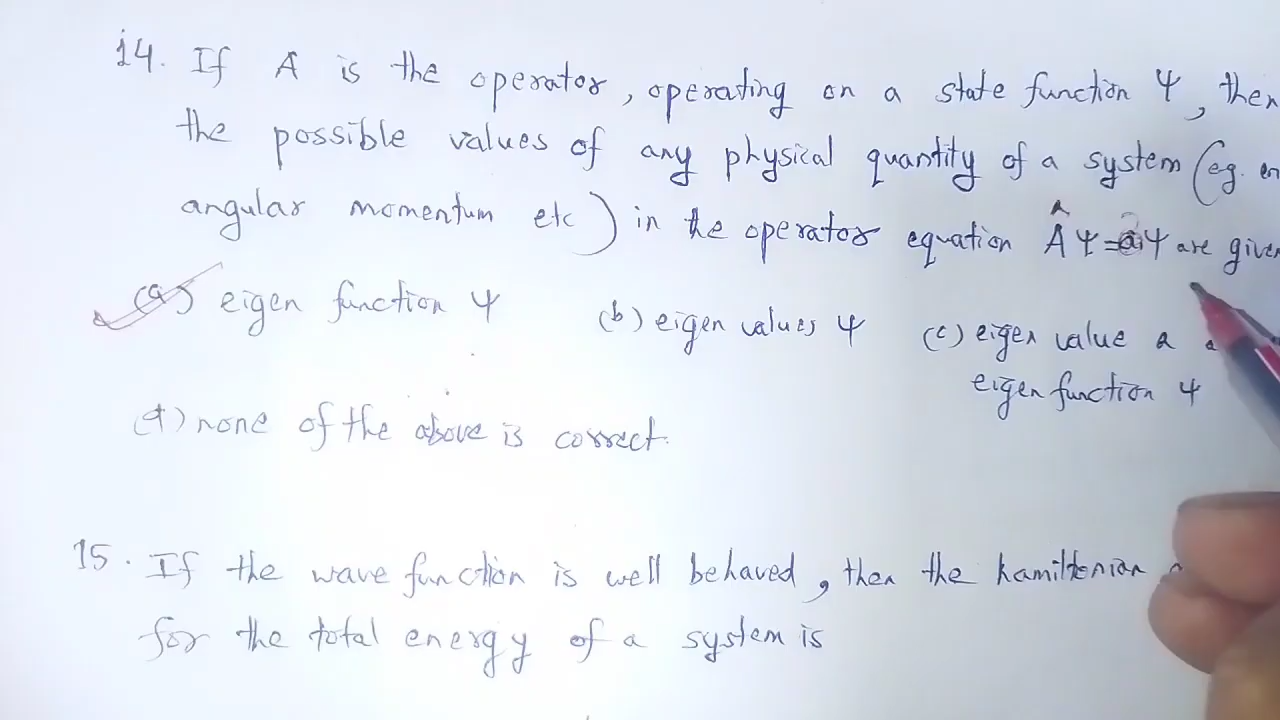 14. If A is the operator, operating on a state function Ψ, then
the possible values of any physical quantity of a system (eg. en
angular momentum etc) in the operator equation ÂΨ=aΨ are given
(a) eigen function Ψ (b) eigen values Ψ (c) eigen value a
eigen function Ψ
(d) none of the above is correct.
15. If the wave function is well behaved, then the hamiltonian
for the total energy of a system is